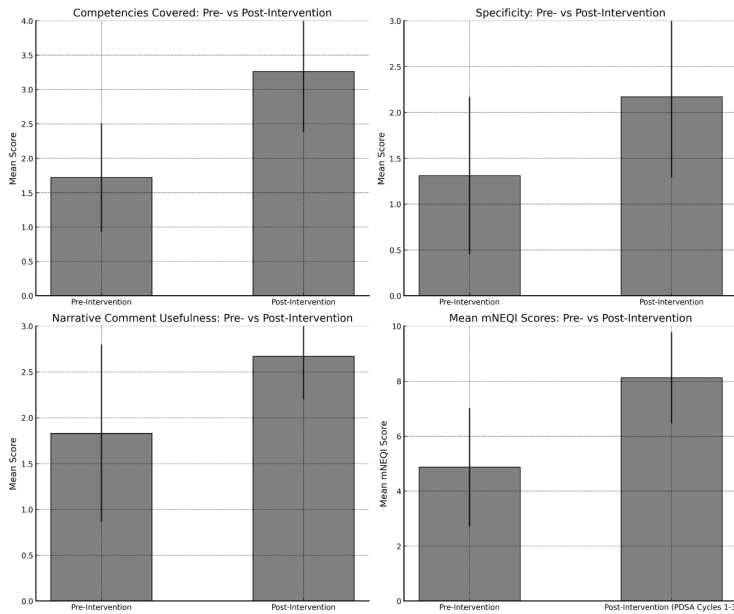 Competencies Covered: Pre- vs Post-Intervention
4.0
3.5
3.0
2.5
2.0
1.5
1.0
0.5
0.0
Mean Score
Pre-Intervention
Post-Intervention
Specificity: Pre- vs Post-Intervention
3.0
2.5
2.0
1.5
1.0
0.5
0.0
Mean Score
Pre-Intervention
Post-Intervention
Narrative Comment Usefulness: Pre- vs Post-Intervention
3.0
2.5
2.0
1.5
1.0
0.5
0.0
Mean Score
Pre-Intervention
Post-Intervention
Mean mNEQI Scores: Pre- vs Post-Intervention
10
8
6
4
2
0
Mean mNEQI Score
Pre-Intervention
Post-Intervention (PDSA Cycles 1-3